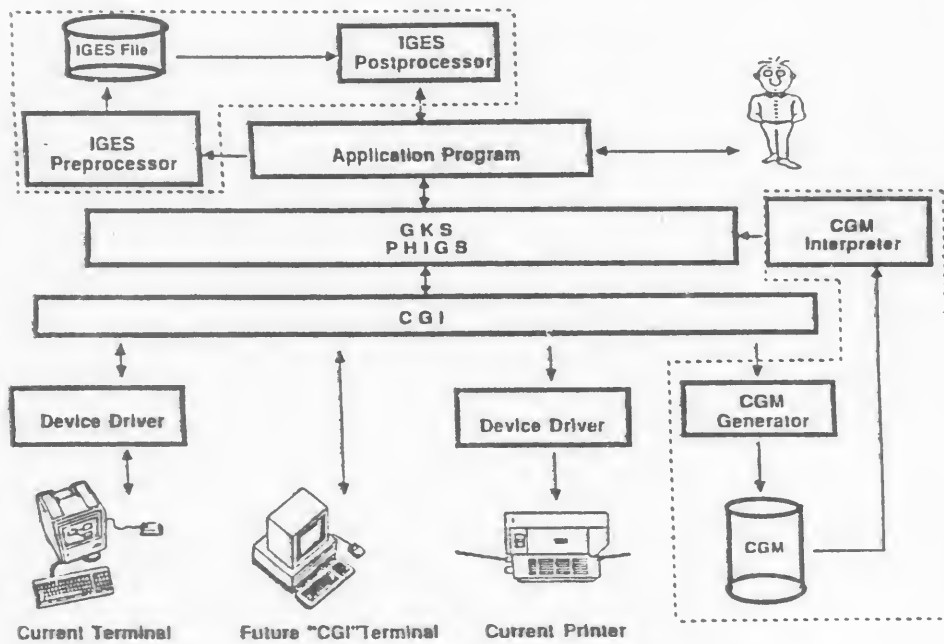 IGES File
IGES
Postprocessor
IGES
Preprocessor
Application Program
GKS
PHIGS
CGM
Interpreter
CGI
Device Driver
Device Driver
CGM
Generator
CGM
Current Terminal
Future "CGI" Terminal
Current Printer